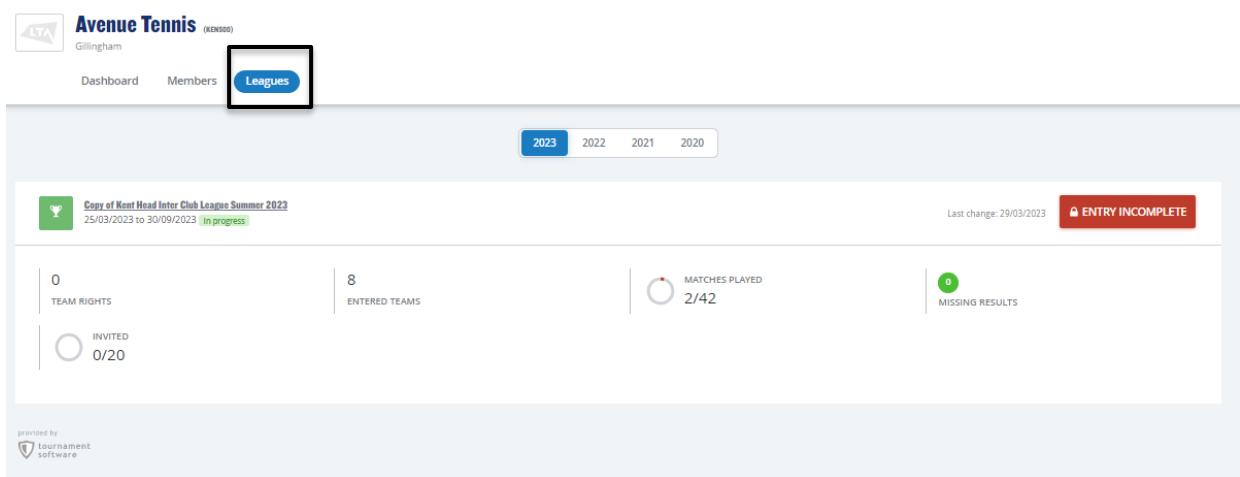 LTA
Avenue Tennis (KEN500)
Gillingham
Dashboard Members Leagues
2023 2022 2021 2020
Copy of Kent Head Inter Club League Summer 2023
25/03/2023 to 30/09/2023 In progress
Last change: 29/03/2023
ENTRY INCOMPLETE
0
TEAM RIGHTS
8
ENTERED TEAMS
MATCHES PLAYED
2/42
0
MISSING RESULTS
INVITED
0/20
provided by
tournament
software